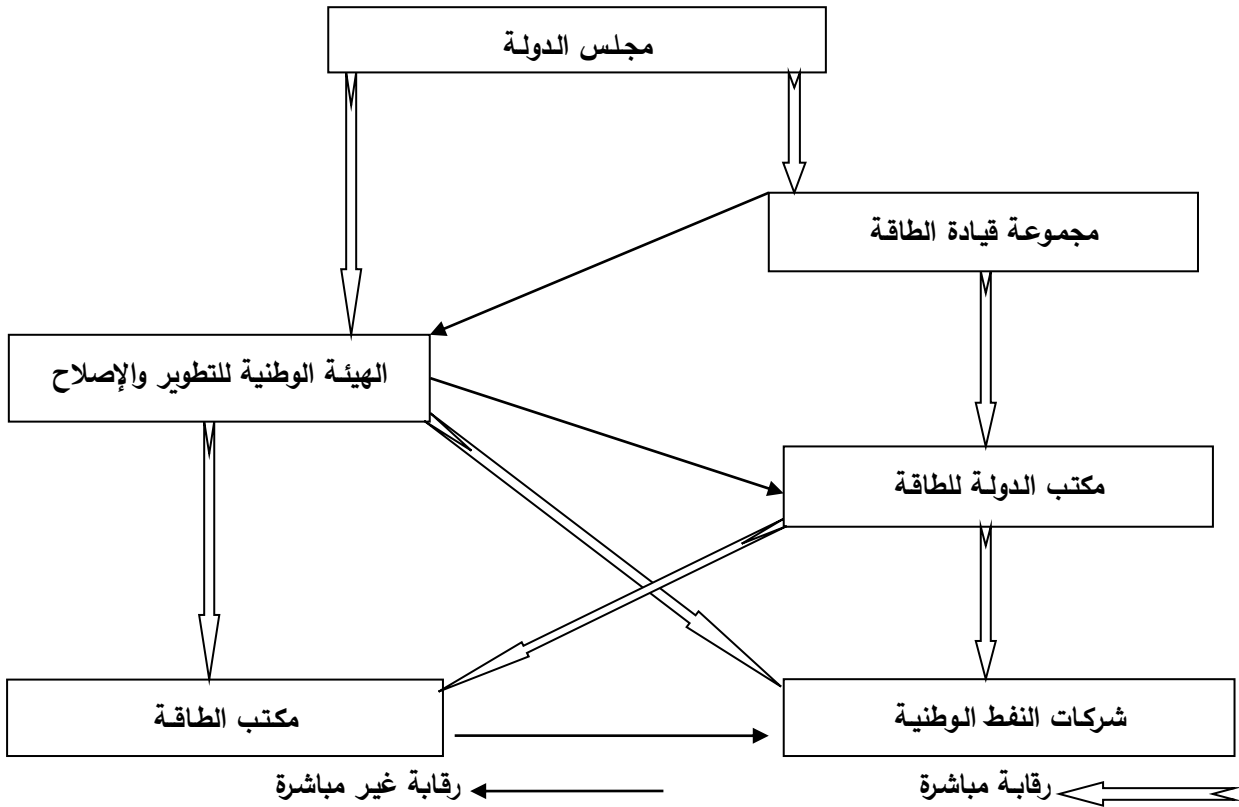 مجلس الدولة
مجموعة قيادة الطاقة
الهيئة الوطنية للتطوير والإصلاح
مكتب الدولة للطاقة
شركات النفط الوطنية
مكتب الطاقة
رقابة مباشرة
رقابة غير مباشرة